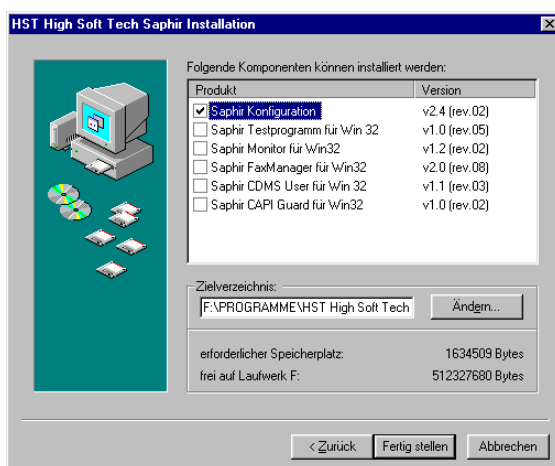 HST High Soft Tech Saphir Installation
Folgende Komponenten können installiert werden:
Produkt Version
Saphir Konfiguration v2.4 (rev.02)
Saphir Testprogramm für Win 32 v1.0 (rev.05)
Saphir Monitor für Win32 v1.2 (rev.02)
Saphir FaxManager für Win32 v2.0 (rev.08)
Saphir CDMS User für Win 32 v1.1 (rev.03)
Saphir CAPI Guard für Win32 v1.0 (rev.02)
Zielverzeichnis:
F:\PROGRAMME\HST High Soft Tech Ändern...
erforderlicher Speicherplatz: 1634509 Bytes
frei auf Laufwerk F: 512327680 Bytes
< Zurück Fertig stellen Abbrechen